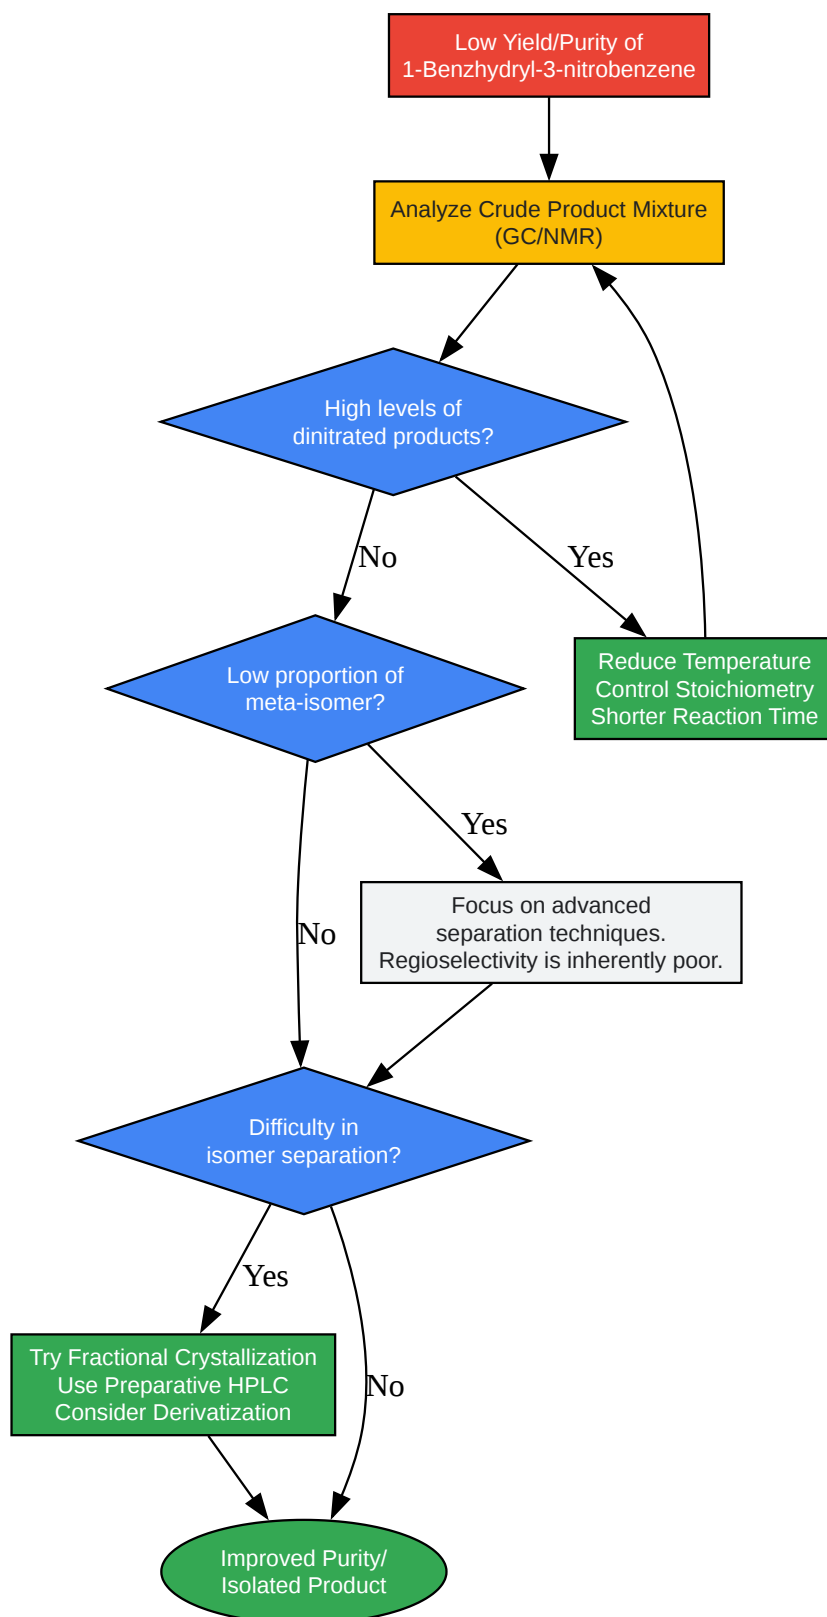 Low Yield/Purity of
1-Benzhydryl-3-nitrobenzene
Analyze Crude Product Mixture
(GC/NMR)
High levels of
dinitrated products?
No
Yes
Low proportion of
meta-isomer?
Reduce Temperature
Control Stoichiometry
Shorter Reaction Time
Yes
No
Focus on advanced
separation techniques.
Regioselectivity is inherently poor.
Difficulty in
isomer separation?
Yes
No
Try Fractional Crystallization
Use Preparative HPLC
Consider Derivatization
Improved Purity/
Isolated Product